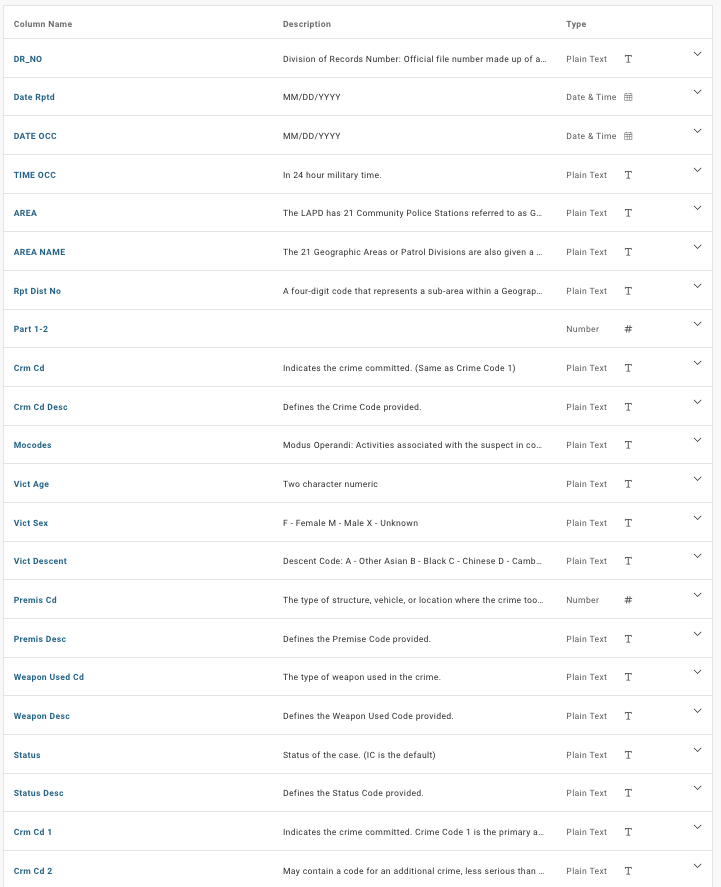 Column Name Description Type
DR_NO Division of Records Number: Official file number made up of a... Plain Text T
Date Rptd MM/DD/YYYY Date & Time
DATE OCC MM/DD/YYYY Date & Time
TIME OCC In 24 hour military time. Plain Text T
AREA The LAPD has 21 Community Police Stations referred to as G... Plain Text T
AREA NAME The 21 Geographic Areas or Patrol Divisions are also given a ... Plain Text T
Rpt Dist No A four-digit code that represents a sub-area within a Geograp... Plain Text T
Part 1-2 Number #
Crm Cd Indicates the crime committed. (Same as Crime Code 1) Plain Text T
Crm Cd Desc Defines the Crime Code provided. Plain Text T
Mocodes Modus Operandi: Activities associated with the suspect in co... Plain Text T
Vict Age Two character numeric Plain Text T
Vict Sex F - Female M - Male X - Unknown Plain Text T
Vict Descent Descent Code: A - Other Asian B - Black C - Chinese D - Camb... Plain Text T
Premis Cd The type of structure, vehicle, or location where the crime too... Number #
Premis Desc Defines the Premise Code provided. Plain Text T
Weapon Used Cd The type of weapon used in the crime. Plain Text T
Weapon Desc Defines the Weapon Used Code provided. Plain Text T
Status Status of the case. (IC is the default) Plain Text T
Status Desc Defines the Status Code provided. Plain Text T
Crm Cd 1 Indicates the crime committed. Crime Code 1 is the primary a... Plain Text T
Crm Cd 2 May contain a code for an additional crime, less serious than ... Plain Text T